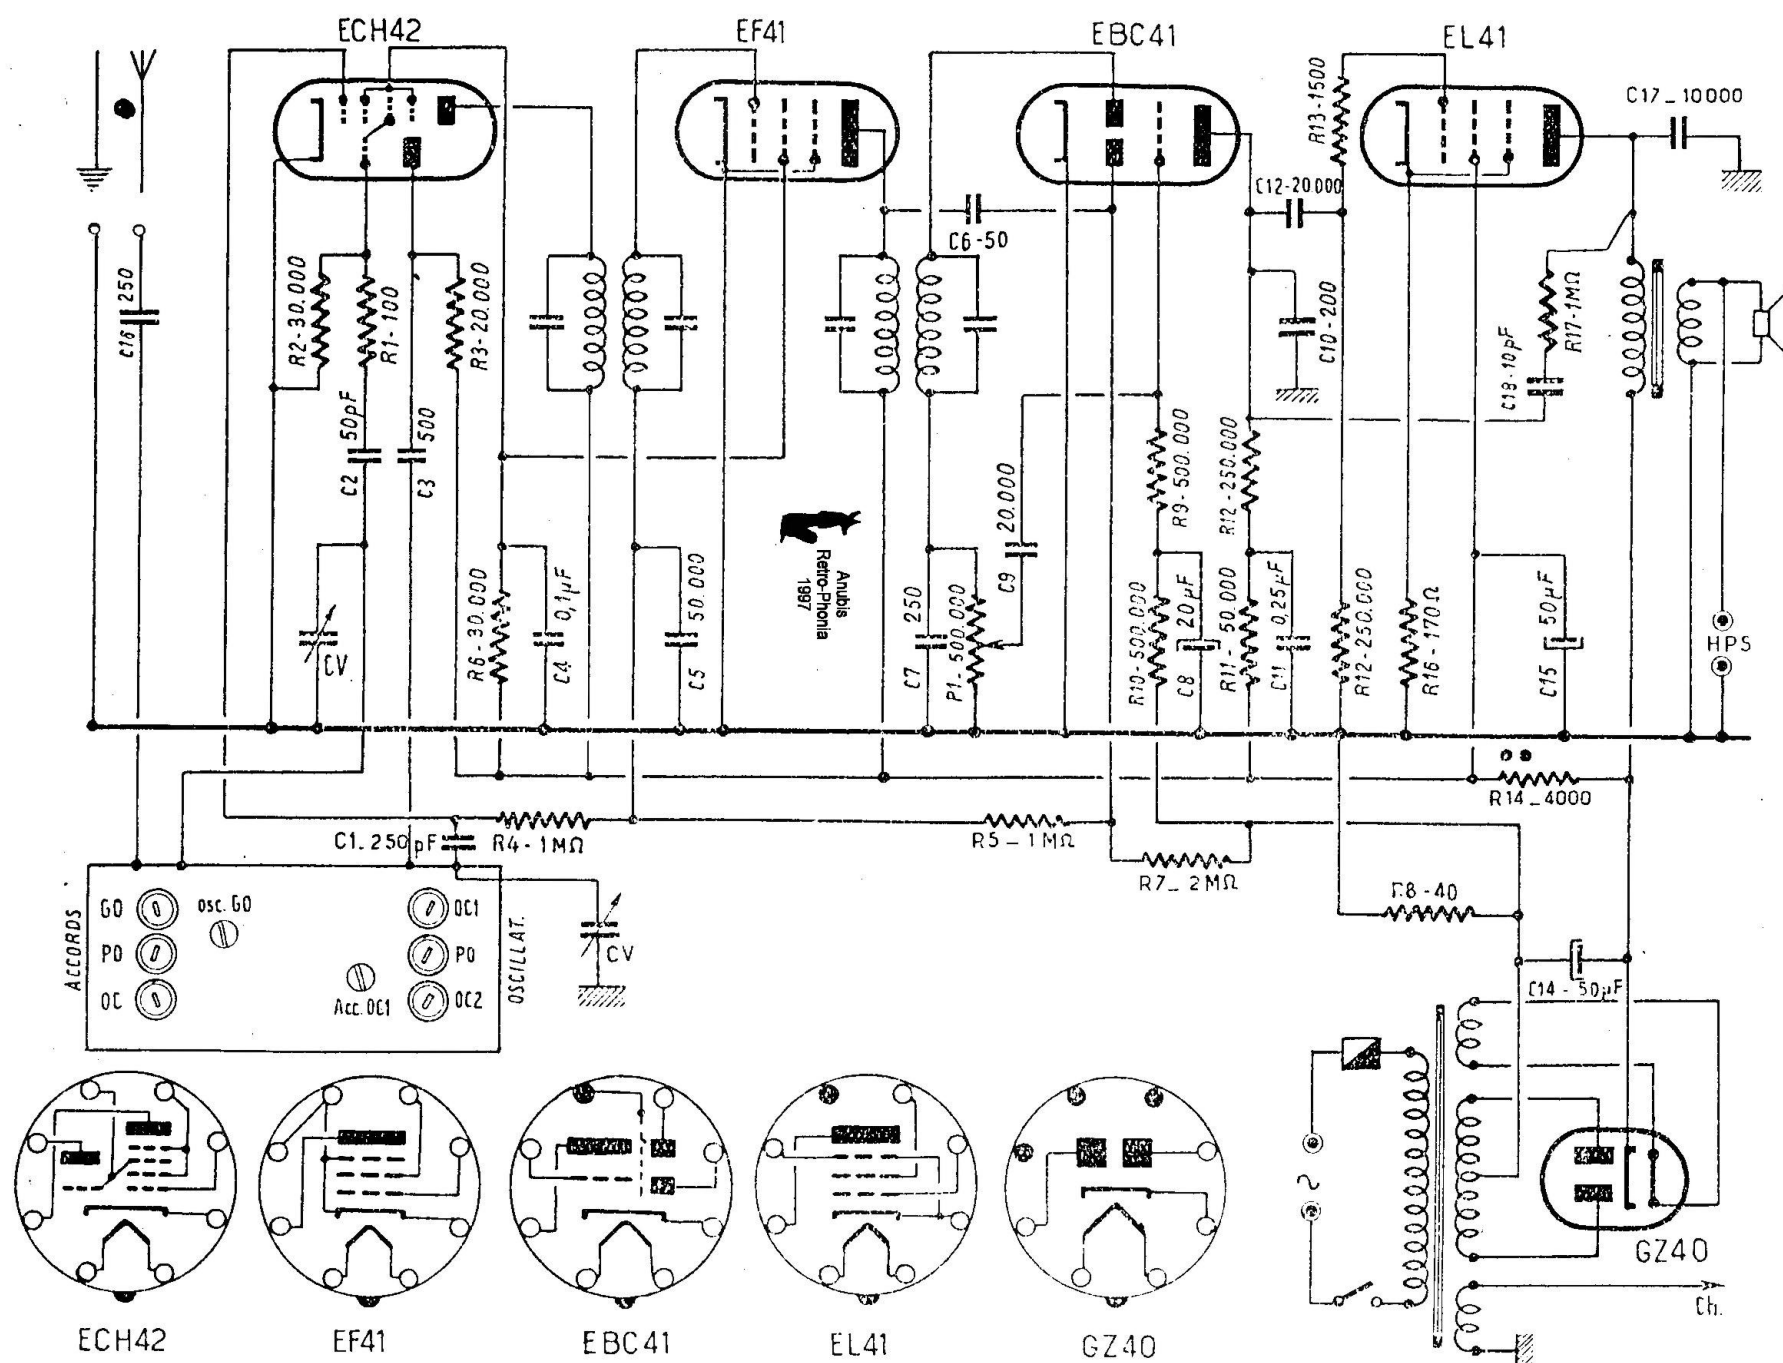 ECH42
EF41
EBC41
EL41
C16 250
R2-30.000
R1-100
R3-20.000
C2 50pF
C3 500
CV
R6-30.000
C4 0,1µF
C5 50.000
C6-50
C7 250
P1-500.000
C9 20.000
R9-500.000
R10-500.000
C8 20µF
R12-250.000
R11-50.000
C11 0,25µF
C12-20.000
C10-200
R13-1500
R12-250.000
R16-170Ω
C15 50µF
C17_10000
R17-1MΩ
C18-10pF
HPS
R14_4000
Anubis
Retro-Phonia
1997
C1_250pF
R4-1MΩ
R5_1MΩ
R7_2MΩ
R8-40
C14-50µF
ACCORDS
GO
PO
OC
osc. GO
Acc. OC1
OC1
PO
OC2
OSCILLAT.
CV
GZ40
Ch.
ECH42
EF41
EBC41
EL41
GZ40